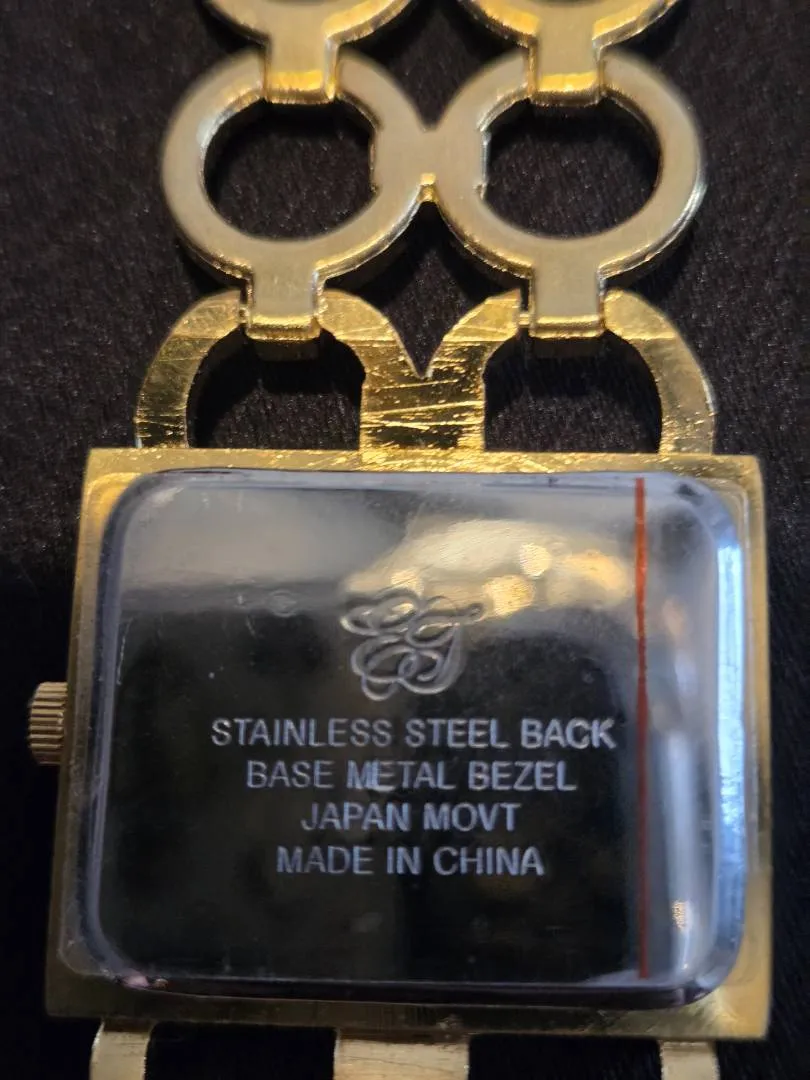 STAINLESS STEEL BACK
BASE METAL BEZEL
JAPAN MOVT
MADE IN CHINA